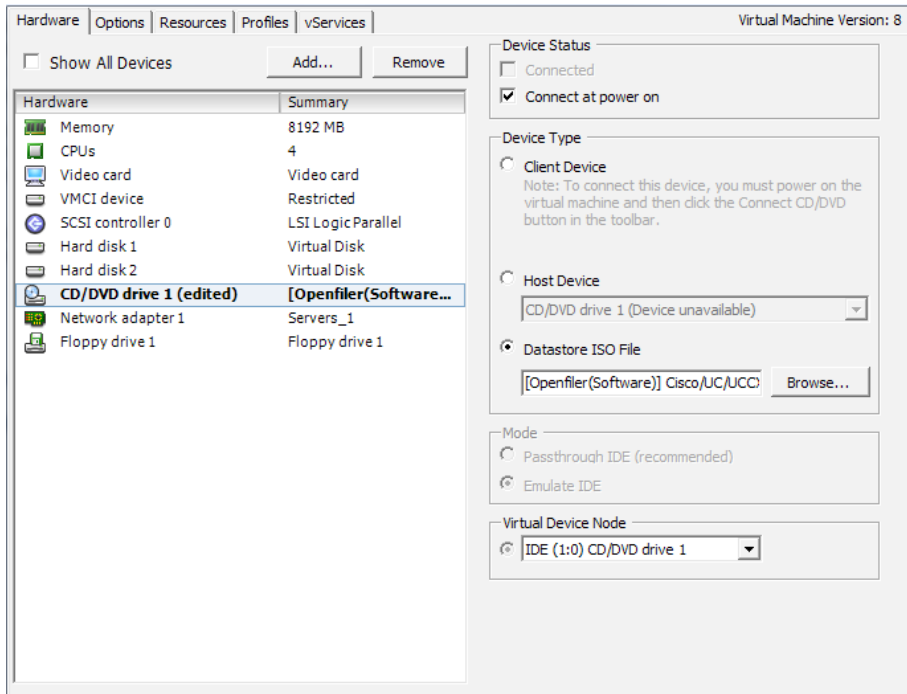 Hardware Options Resources Profiles vServices Virtual Machine Version: 8
Show All Devices Add... Remove
Hardware Summary
Memory 8192 MB
CPUs 4
Video card Video card
VMCI device Restricted
SCSI controller 0 LSI Logic Parallel
Hard disk 1 Virtual Disk
Hard disk 2 Virtual Disk
CD/DVD drive 1 (edited) [Openfiler(Software...
Network adapter 1 Servers_1
Floppy drive 1 Floppy drive 1
Device Status
Connected
Connect at power on
Device Type
Client Device
Note: To connect this device, you must power on the
virtual machine and then click the Connect CD/DVD
button in the toolbar.
Host Device
CD/DVD drive 1 (Device unavailable)
Datastore ISO File
[Openfiler(Software)] Cisco/UC/UCCX Browse...
Mode
Passthrough IDE (recommended)
Emulate IDE
Virtual Device Node
IDE (1:0) CD/DVD drive 1